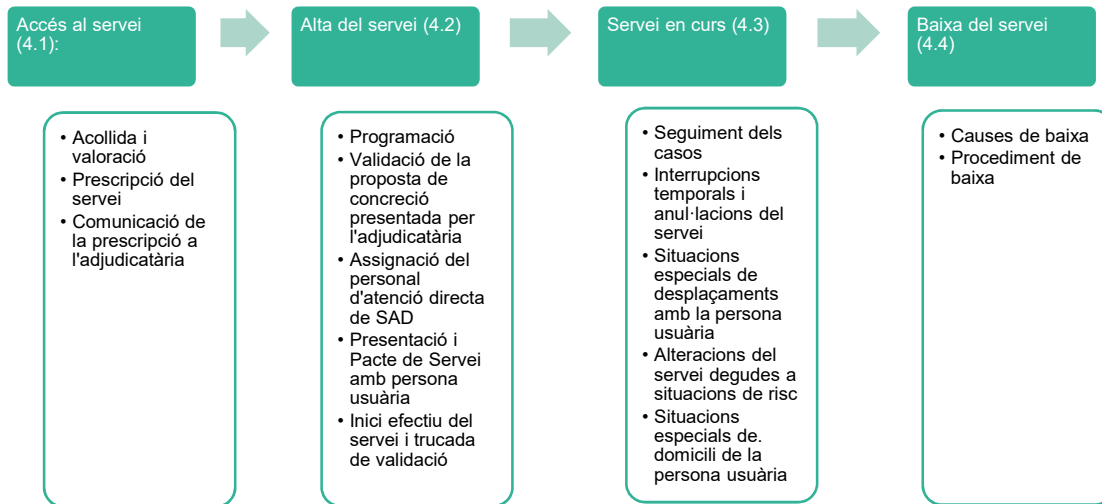 Accés al servei
(4.1):
Alta del servei (4.2)
Servei en curs (4.3)
Baixa del servei
(4.4)
• Acollida i
valoració
• Prescripció del
servei
• Comunicació de
la prescripció a
l'adjudicatària
• Programació
• Validació de la
proposta de
concreció
presentada per
l'adjudicatària
• Assignació del
personal
d'atenció directa
de SAD
• Presentació i
Pacte de Servei
amb persona
usuària
• Inici efectiu del
servei i trucada
de validació
• Seguiment dels
casos
• Interrupcions
temporals i
anul·lacions del
servei
• Situacions
especials de
desplaçaments
amb la persona
usuària
• Alteracions del
servei degudes a
situacions de risc
• Situacions
especials de.
domicili de la
persona usuària
• Causes de baixa
• Procediment de
baixa